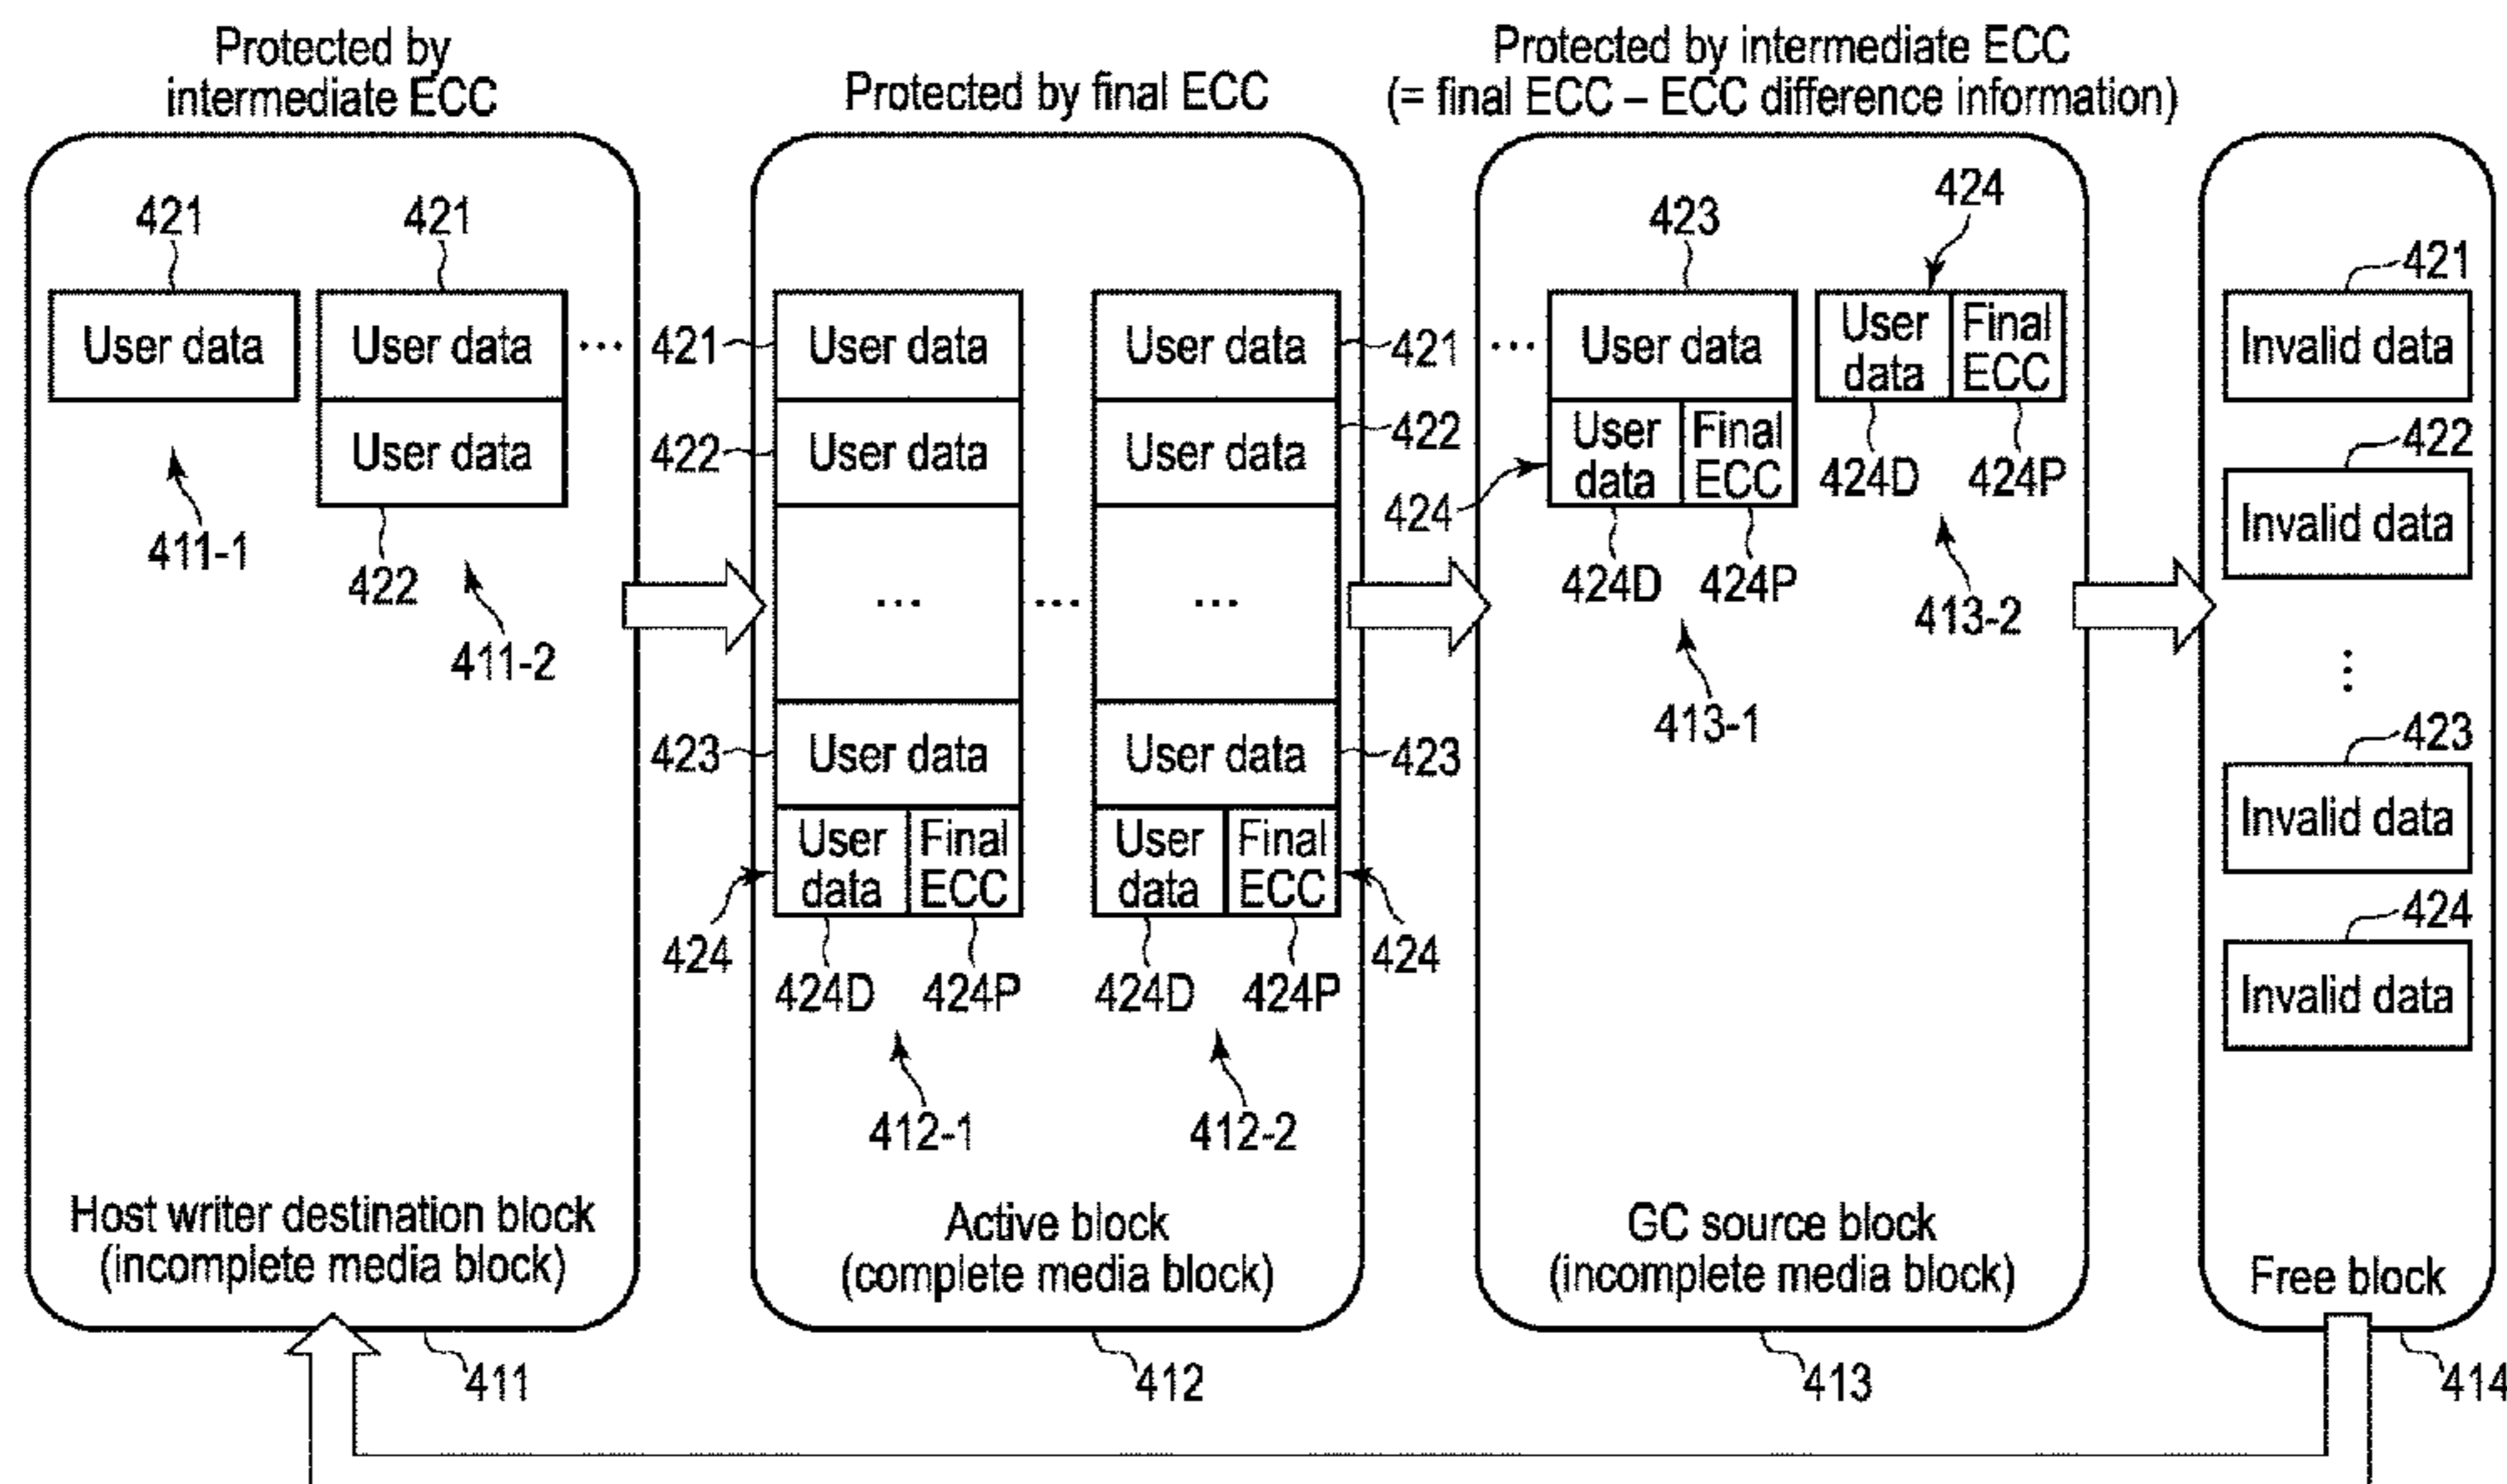 Protected by
intermediate ECC
Protected by final ECC
Protected by intermediate ECC
(= final ECC – ECC difference information)
421
421
User data
User data
...
User data
411-1
422
411-2
421
User data
User data
421
422
User data
User data
422
...
...
...
423
User data
User data
423
User
data
Final
ECC
User
data
Final
ECC
424
424D
424P
424D
424P
424
412-1
412-2
...
423
424
User data
User
data
Final
ECC
User
data
Final
ECC
424
424D
424P
424D
424P
413-1
413-2
421
Invalid data
422
Invalid data
...
423
Invalid data
424
Invalid data
Host writer destination block
(incomplete media block)
Active block
(complete media block)
GC source block
(incomplete media block)
Free block
411
412
413
414